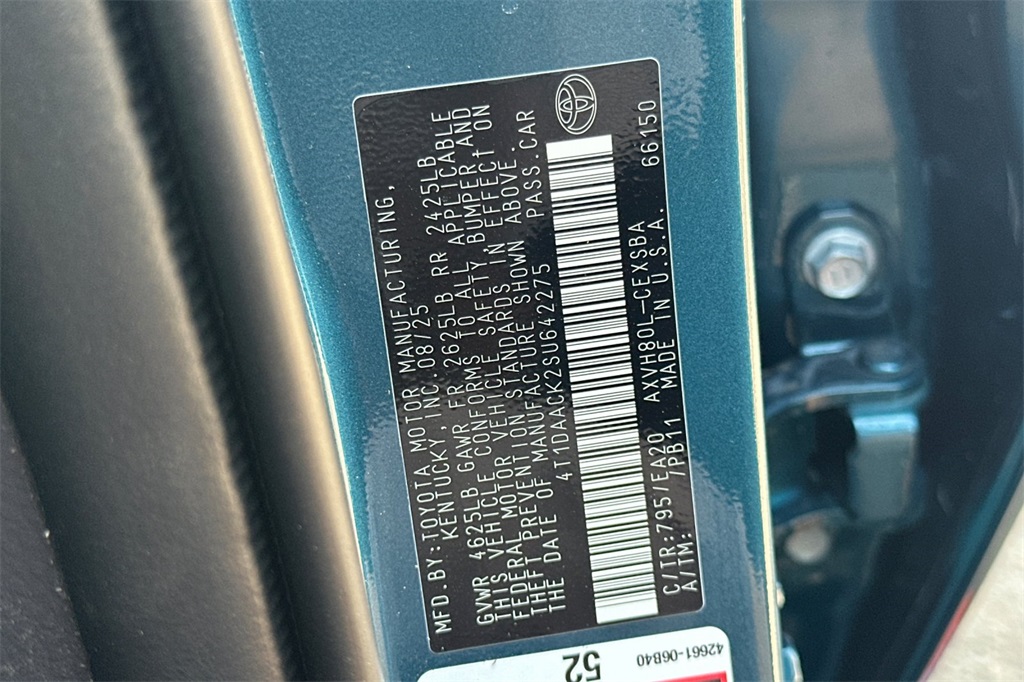 MFD.BY:TOYOTA MOTOR MANUFACTURING,
KENTUCKY,INC.08/25
GVWR 4625LB GAWR FR 2625LB RR 2425LB
THIS VEHICLE CONFORMS TO ALL APPLICABLE
FEDERAL MOTOR VEHICLE SAFETY, BUMPER, AND
THEFT PREVENTION STANDARDS IN EFFECT ON
THE DATE OF MANUFACTURE SHOWN ABOVE.
4T1DAACK2SU642275 PASS.CAR
C/TR:795/EA20 AXVH80L-CEXSBA 66150
A/TM: /PB11 MADE IN U.S.A.
42661-06B40
52